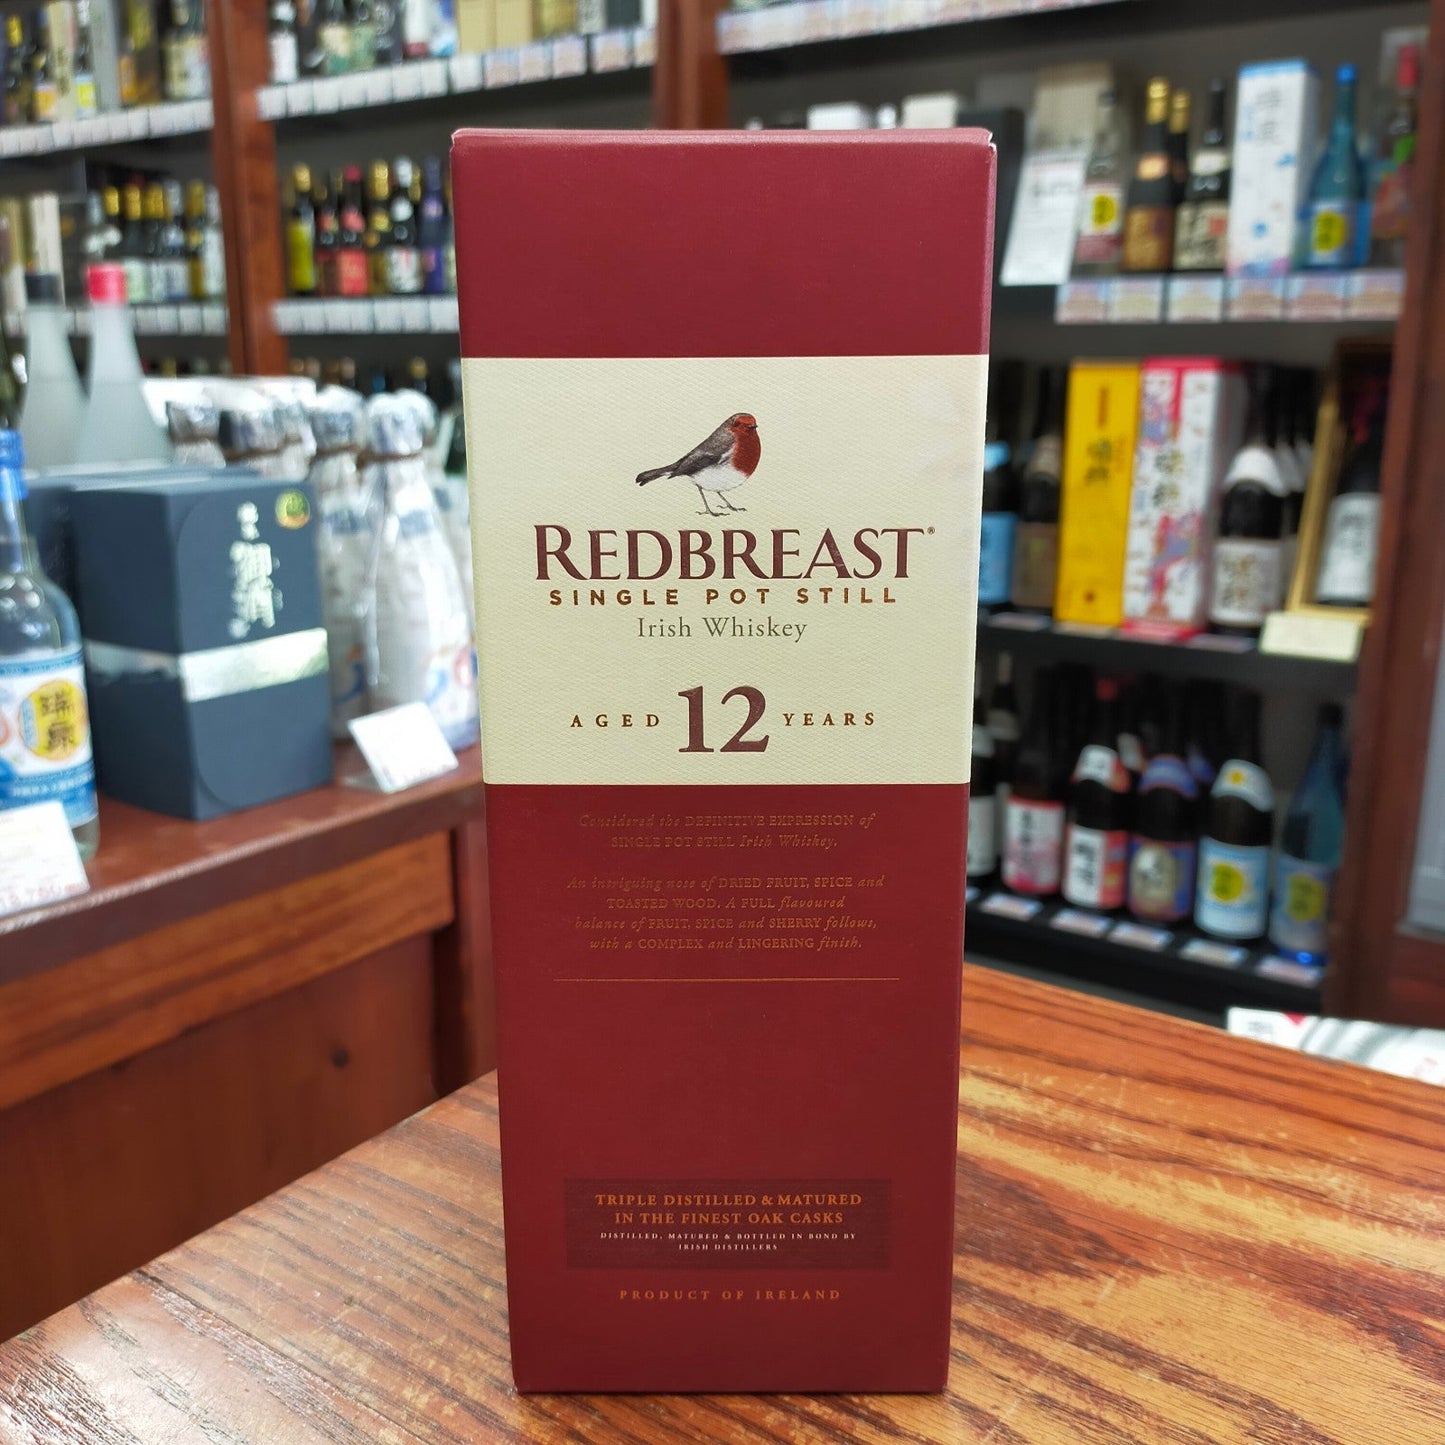 REDBREAST®
SINGLE POT STILL
Irish Whiskey
AGED 12 YEARS
Considered the DEFINITIVE EXPRESSION of
SINGLE POT STILL Irish Whiskey.
An intriguing nose of DRIED FRUIT, SPICE and
TOASTED WOOD. A FULL flavoured
balance of FRUIT, SPICE and SHERRY follows,
with a COMPLEX and LINGERING finish.
TRIPLE DISTILLED & MATURED
IN THE FINEST OAK CASKS
DISTILLED, MATURED & BOTTLED IN BOND BY
IRISH DISTILLERS
PRODUCT OF IRELAND